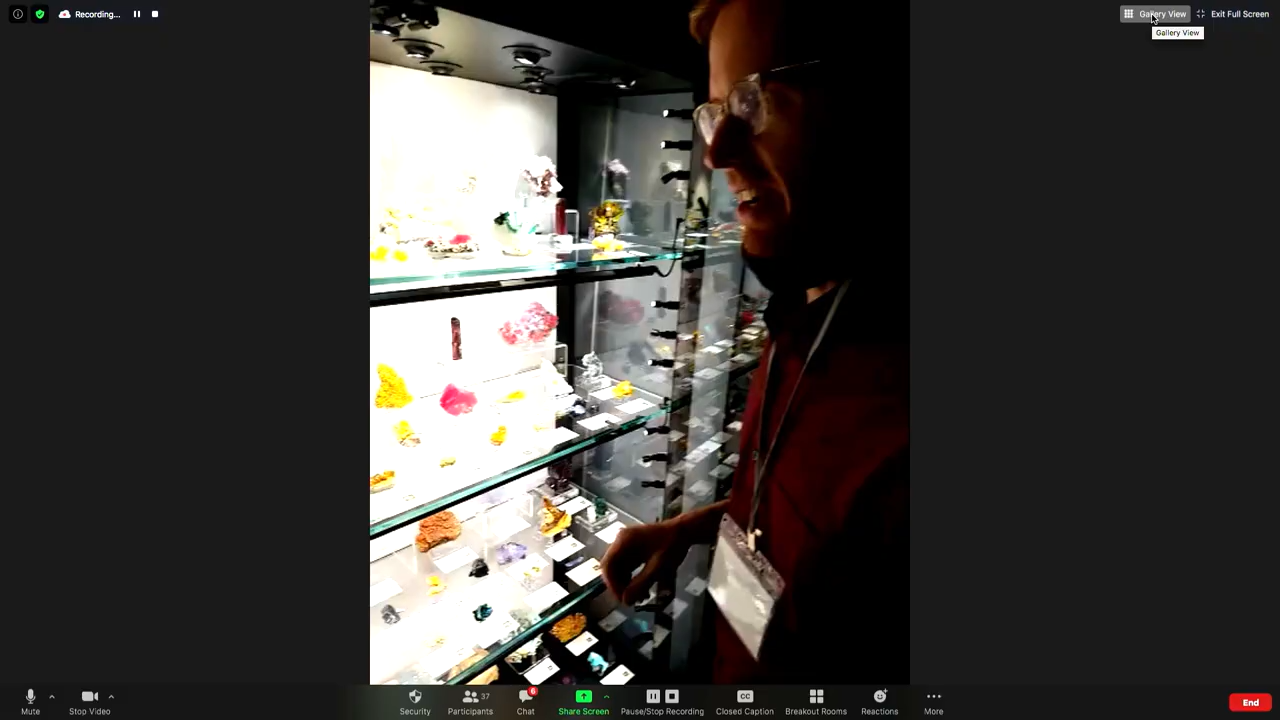 Recording...
Gallery View
Exit Full Screen
Gallery View
Mute
Stop Video
Security
Participants
37
Chat
6
Share Screen
Pause/Stop Recording
CC
Closed Caption
Breakout Rooms
Reactions
More
End